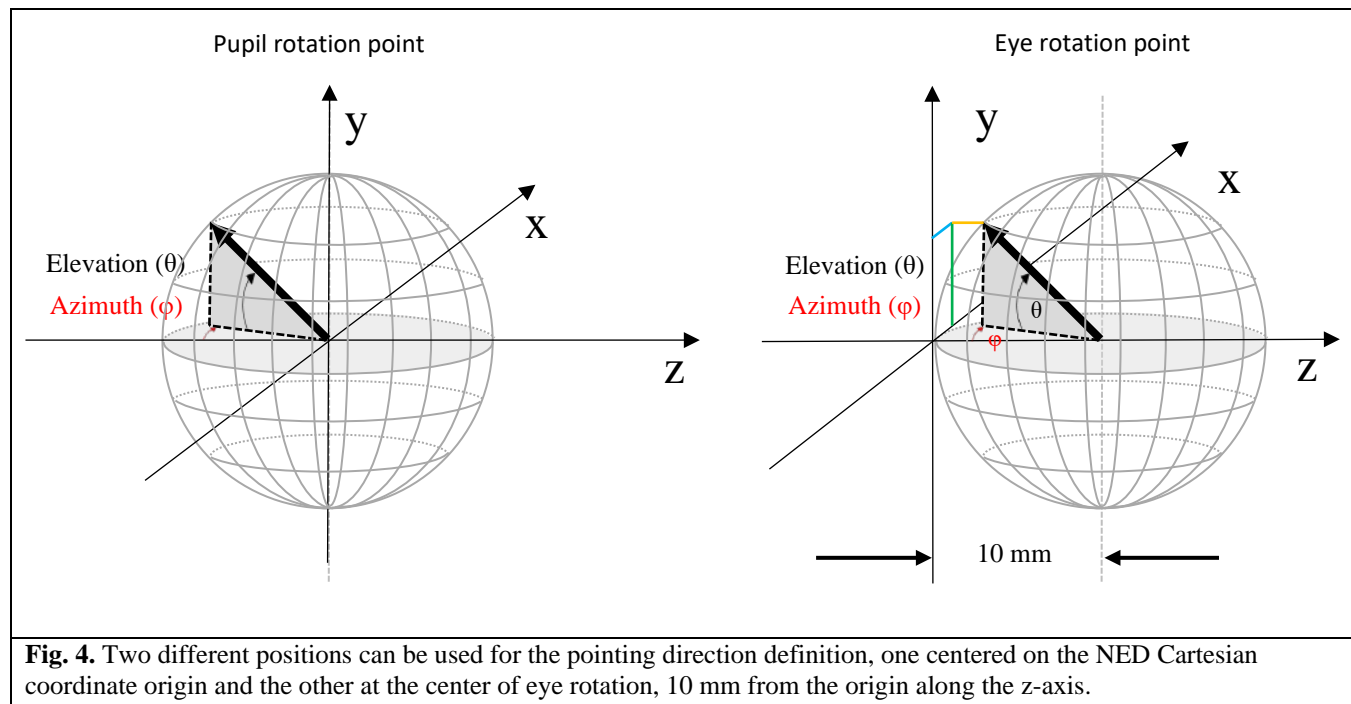 Pupil rotation point
Eye rotation point
y
x
Elevation (θ)
Azimuth (φ)
z
y
x
Elevation (θ)
Azimuth (φ)
θ
φ
z
10 mm
Fig. 4. Two different positions can be used for the pointing direction definition, one centered on the NED Cartesian
coordinate origin and the other at the center of eye rotation, 10 mm from the origin along the z-axis.